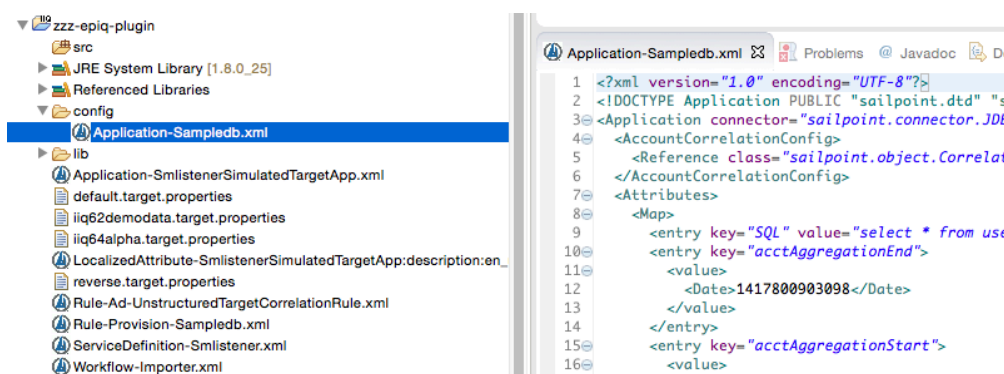 IIQ
zzz-epiq-plugin
src
JRE System Library [1.8.0_25]
Referenced Libraries
config
Application-Sampledb.xml
lib
Application-SmlistenerSimulatedTargetApp.xml
default.target.properties
iiq62demodata.target.properties
iiq64alpha.target.properties
LocalizedAttribute-SmlistenerSimulatedTargetApp:description:en_
reverse.target.properties
Rule-Ad-UnstructuredTargetCorrelationRule.xml
Rule-Provision-Sampledb.xml
ServiceDefinition-Smlistener.xml
Workflow-Importer.xml
Application-Sampledb.xml Problems @ Javadoc D
1 <?xml version="1.0" encoding="UTF-8"?>
2 <!DOCTYPE Application PUBLIC "sailpoint.dtd" "s
3 <Application connector="sailpoint.connector.JDB
4 <AccountCorrelationConfig>
5 <Reference class="sailpoint.object.Correlat
6 </AccountCorrelationConfig>
7 <Attributes>
8 <Map>
9 <entry key="SQL" value="select * from use
10 <entry key="acctAggregationEnd">
11 <value>
12 <Date>1417800903098</Date>
13 </value>
14 </entry>
15 <entry key="acctAggregationStart">
16 <value>